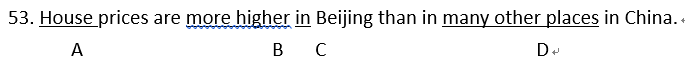 53. House prices are more higher in Beijing than in many other places in China.
A B C D